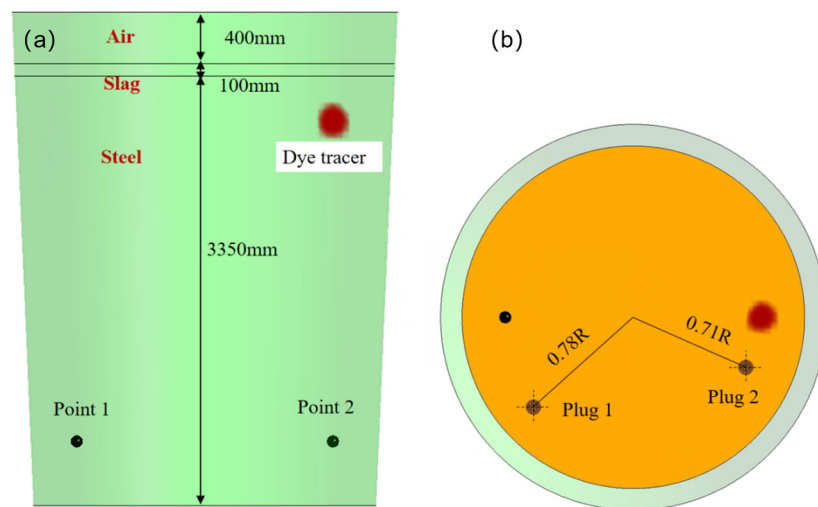 (a)
Air
400mm
Slag
100mm
Steel
Dye tracer
3350mm
Point 1
Point 2
(b)
0.78R
0.71R
Plug 1
Plug 2